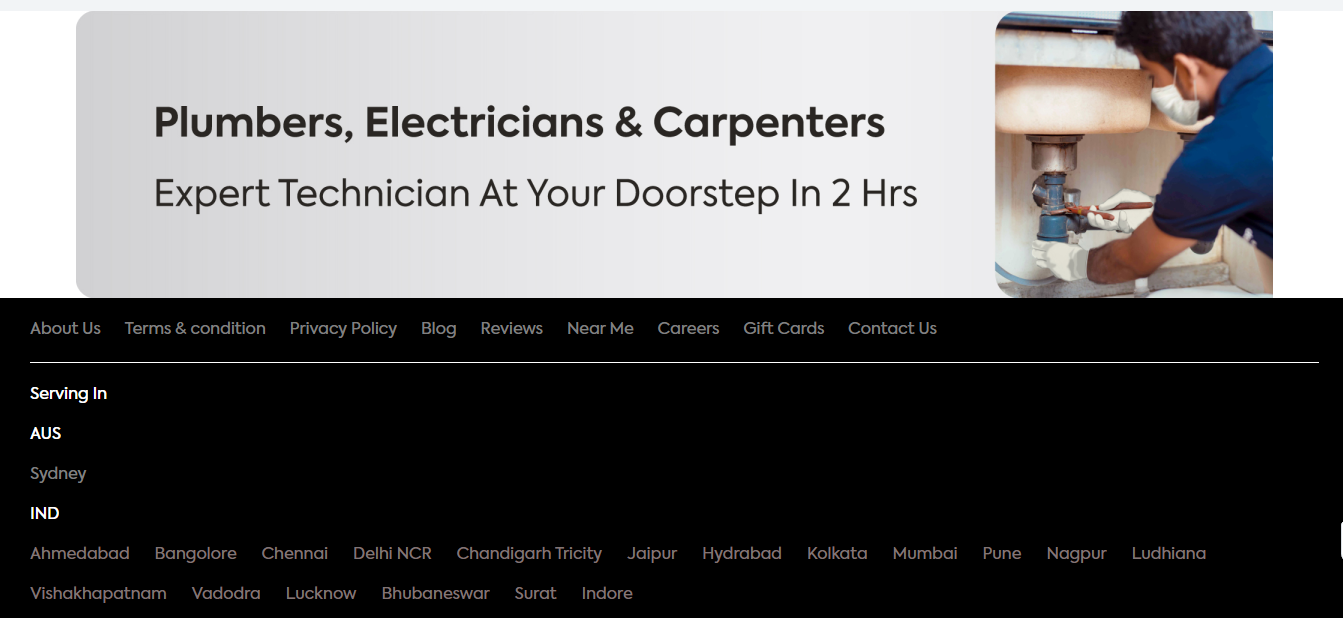 Plumbers, Electricians & Carpenters
Expert Technician At Your Doorstep In 2 Hrs
About Us Terms & condition Privacy Policy Blog Reviews Near Me Careers Gift Cards Contact Us
Serving In
AUS
Sydney
IND
Ahmedabad Bangolore Chennai Delhi NCR Chandigarh Tricity Jaipur Hydrabad Kolkata Mumbai Pune Nagpur Ludhiana
Vishakhapatnam Vadodra Lucknow Bhubaneswar Surat Indore